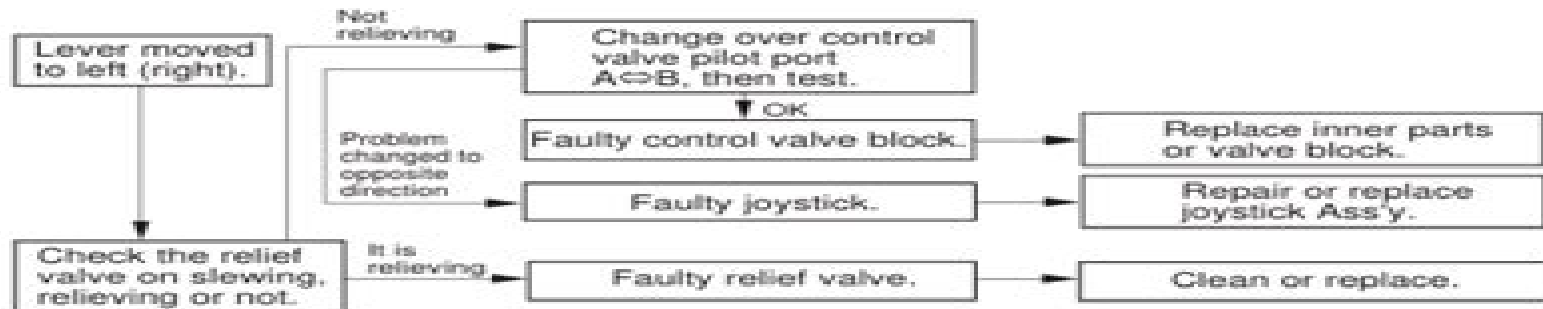 Lever moved
to left (right).
Not
relieving
Change over control
valve pilot port
A⇔B, then test.
OK
Faulty control valve block.
Replace inner parts
or valve block.
Problem
changed to
opposite
direction
Faulty joystick.
Repair or replace
joystick Ass'y.
Check the relief
valve on slewing,
relieving or not.
It is
relieving
Faulty relief valve.
Clean or replace.